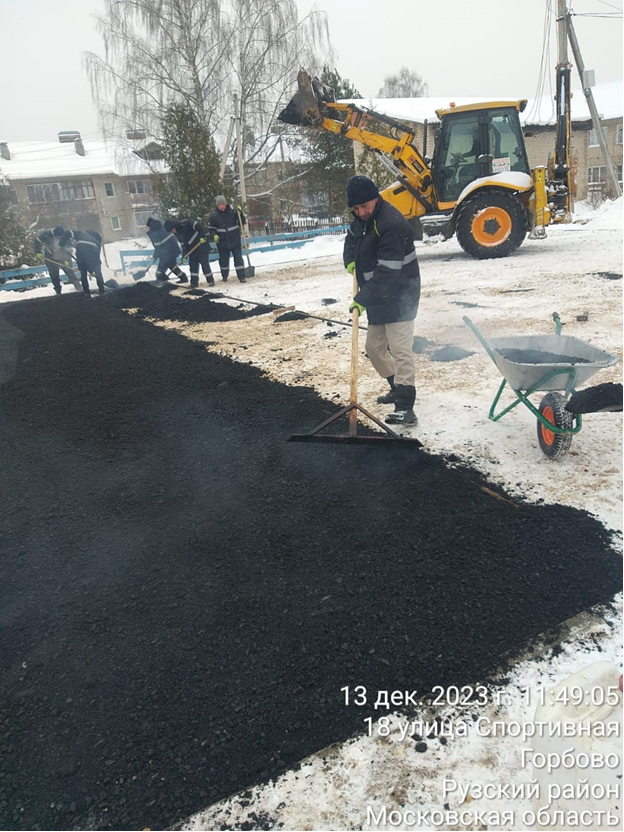 13 дек. 2023 г. 11:49:05
18 улица Спортивная
Горбово
Рузский район
Московская область